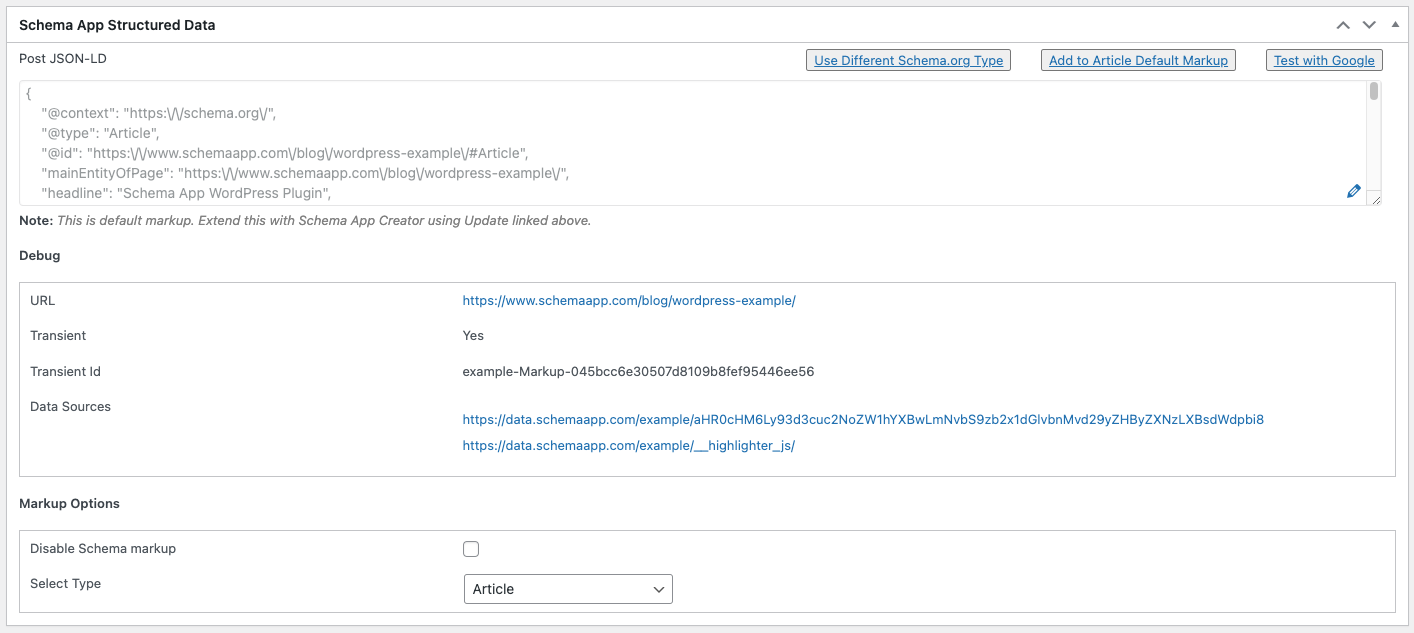 Schema App Structured Data
Post JSON-LD
Use Different Schema.org Type
Add to Article Default Markup
Test with Google
{
"@context": "https:\/\/schema.org\/",
"@type": "Article",
"@id": "https:\/\/www.schemaapp.com\/blog\/wordpress-example\/#Article",
"mainEntityOfPage": "https:\/\/www.schemaapp.com\/blog\/wordpress-example\/",
"headline": "Schema App WordPress Plugin",
Note: This is default markup. Extend this with Schema App Creator using Update linked above.
Debug
URL https://www.schemaapp.com/blog/wordpress-example/
Transient Yes
Transient Id example-Markup-045bcc6e30507d8109b8fef95446ee56
Data Sources
https://data.schemaapp.com/example/aHR0cHM6Ly93d3cuc2NoZW1hYXBwLmNvbS9zb2x1dGlvbnMvd29yZHByZXNzLXBsdWdpbi8
https://data.schemaapp.com/example/__highlighter_js/
Markup Options
Disable Schema markup
Select Type Article